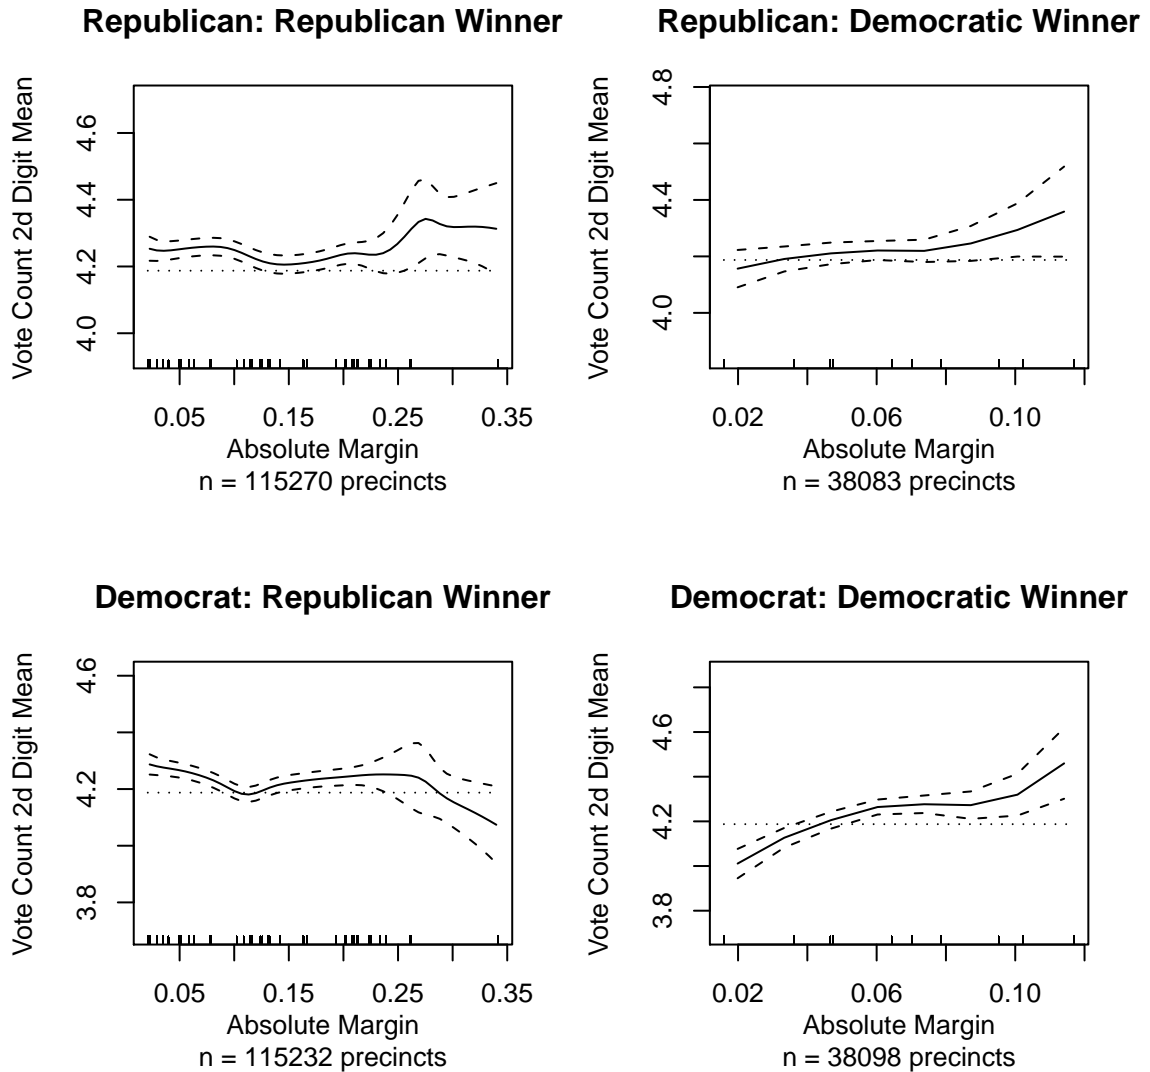 Republican: Republican Winner
Vote Count 2d Digit Mean
4.6
4.4
4.2
4.0
0.05 0.15 0.25 0.35
Absolute Margin
n = 115270 precincts
Republican: Democratic Winner
Vote Count 2d Digit Mean
4.8
4.4
4.0
0.02 0.06 0.10
Absolute Margin
n = 38083 precincts
Democrat: Republican Winner
Vote Count 2d Digit Mean
4.6
4.2
3.8
0.05 0.15 0.25 0.35
Absolute Margin
n = 115232 precincts
Democrat: Democratic Winner
Vote Count 2d Digit Mean
4.6
4.2
3.8
0.02 0.06 0.10
Absolute Margin
n = 38098 precincts